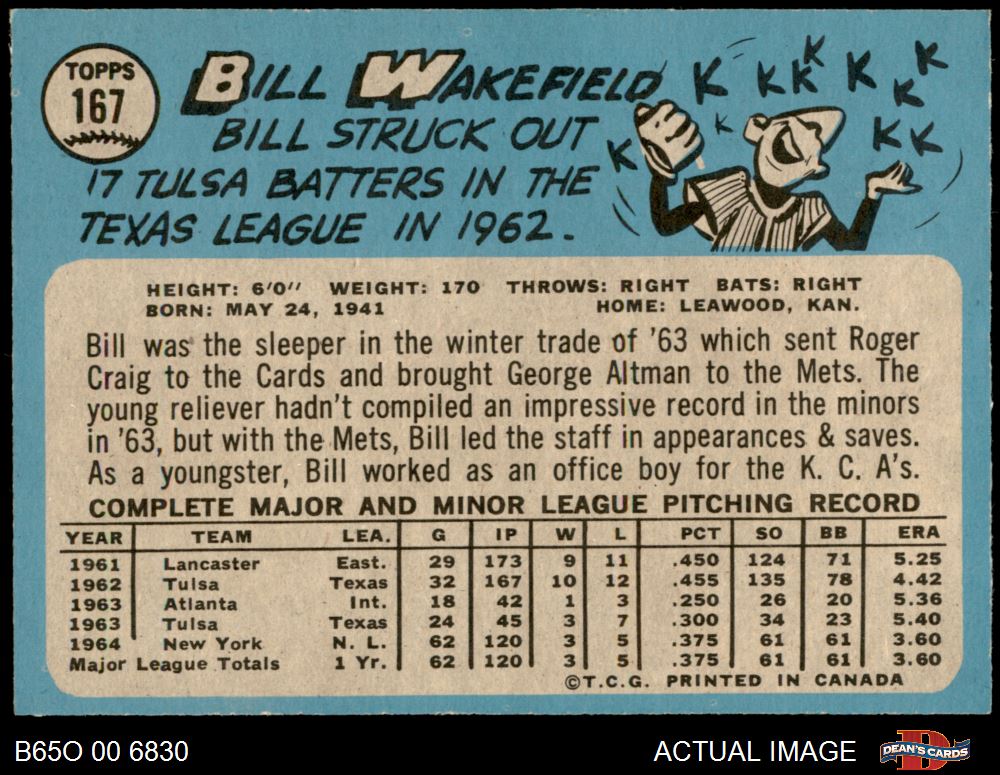 TOPPS
167
BILL WAKEFIELD
BILL STRUCK OUT
17 TULSA BATTERS IN THE
TEXAS LEAGUE IN 1962.
K K K K K K K K K K K
HEIGHT: 6'0" WEIGHT: 170 THROWS: RIGHT BATS: RIGHT
BORN: MAY 24, 1941 HOME: LEAWOOD, KAN.
Bill was the sleeper in the winter trade of '63 which sent Roger
Craig to the Cards and brought George Altman to the Mets. The
young reliever hadn't compiled an impressive record in the minors
in '63, but with the Mets, Bill led the staff in appearances & saves.
As a youngster, Bill worked as an office boy for the K. C. A's.
COMPLETE MAJOR AND MINOR LEAGUE PITCHING RECORD
YEAR TEAM LEA. G IP W L PCT SO BB ERA
1961 Lancaster East. 29 173 9 11 .450 124 71 5.25
1962 Tulsa Texas 32 167 10 12 .455 135 78 4.42
1963 Atlanta Int. 18 42 1 3 .250 26 20 5.36
1963 Tulsa Texas 24 45 3 7 .300 34 23 5.40
1964 New York N. L. 62 120 3 5 .375 61 61 3.60
Major League Totals 1 Yr. 62 120 3 5 .375 61 61 3.60
©T.C.G. PRINTED IN CANADA
B65O 00 6830
ACTUAL IMAGE
D
DEAN'S CARDS